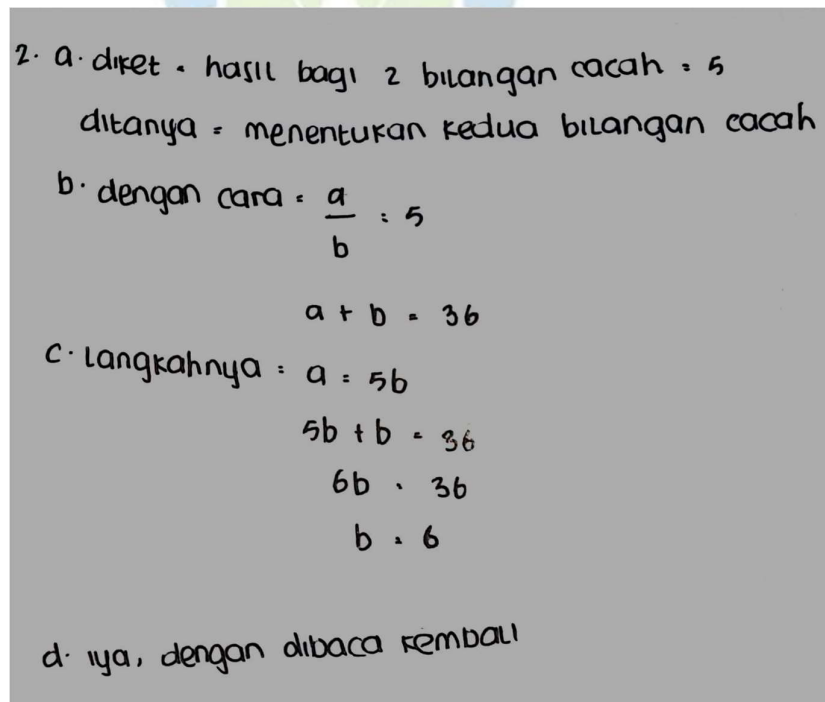 2. a. diket = hasil bagi 2 bilangan cacah = 5
ditanya = menentukan kedua bilangan cacah
b. dengan cara = a/b = 5
a + b = 36
c. Langkahnya = a = 5b
5b + b = 36
6b = 36
b = 6
d. iya, dengan dibaca kembali